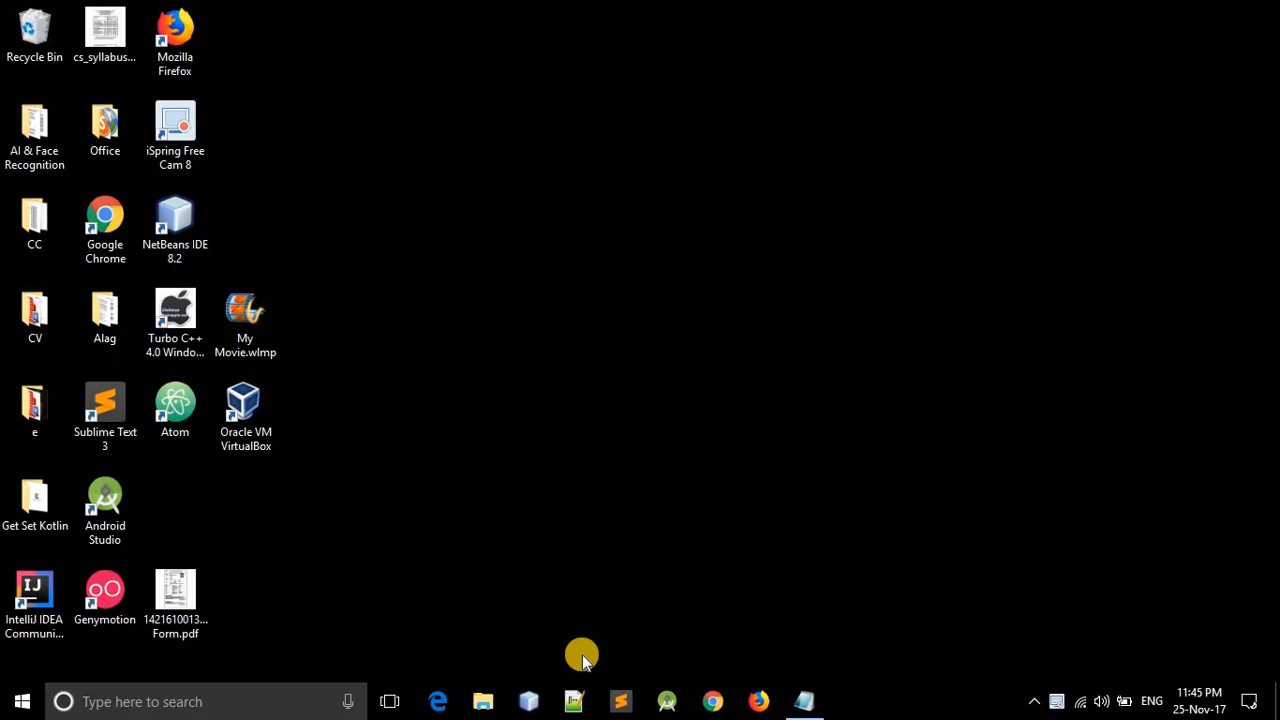 Recycle Bin
cs_syllabus...
Mozilla
Firefox
AI & Face
Recognition
Office
iSpring Free
Cam 8
CC
Google
Chrome
NetBeans IDE
8.2
CV
Alag
Turbo C++
4.0 Windo...
My
Movie.wlmp
e
Sublime Text
3
Atom
Oracle VM
VirtualBox
Get Set Kotlin
Android
Studio
IJ
IntelliJ IDEA
Communi...
Genymotion
1421610013...
Form.pdf
Type here to search
ENG
11:45 PM
25-Nov-17